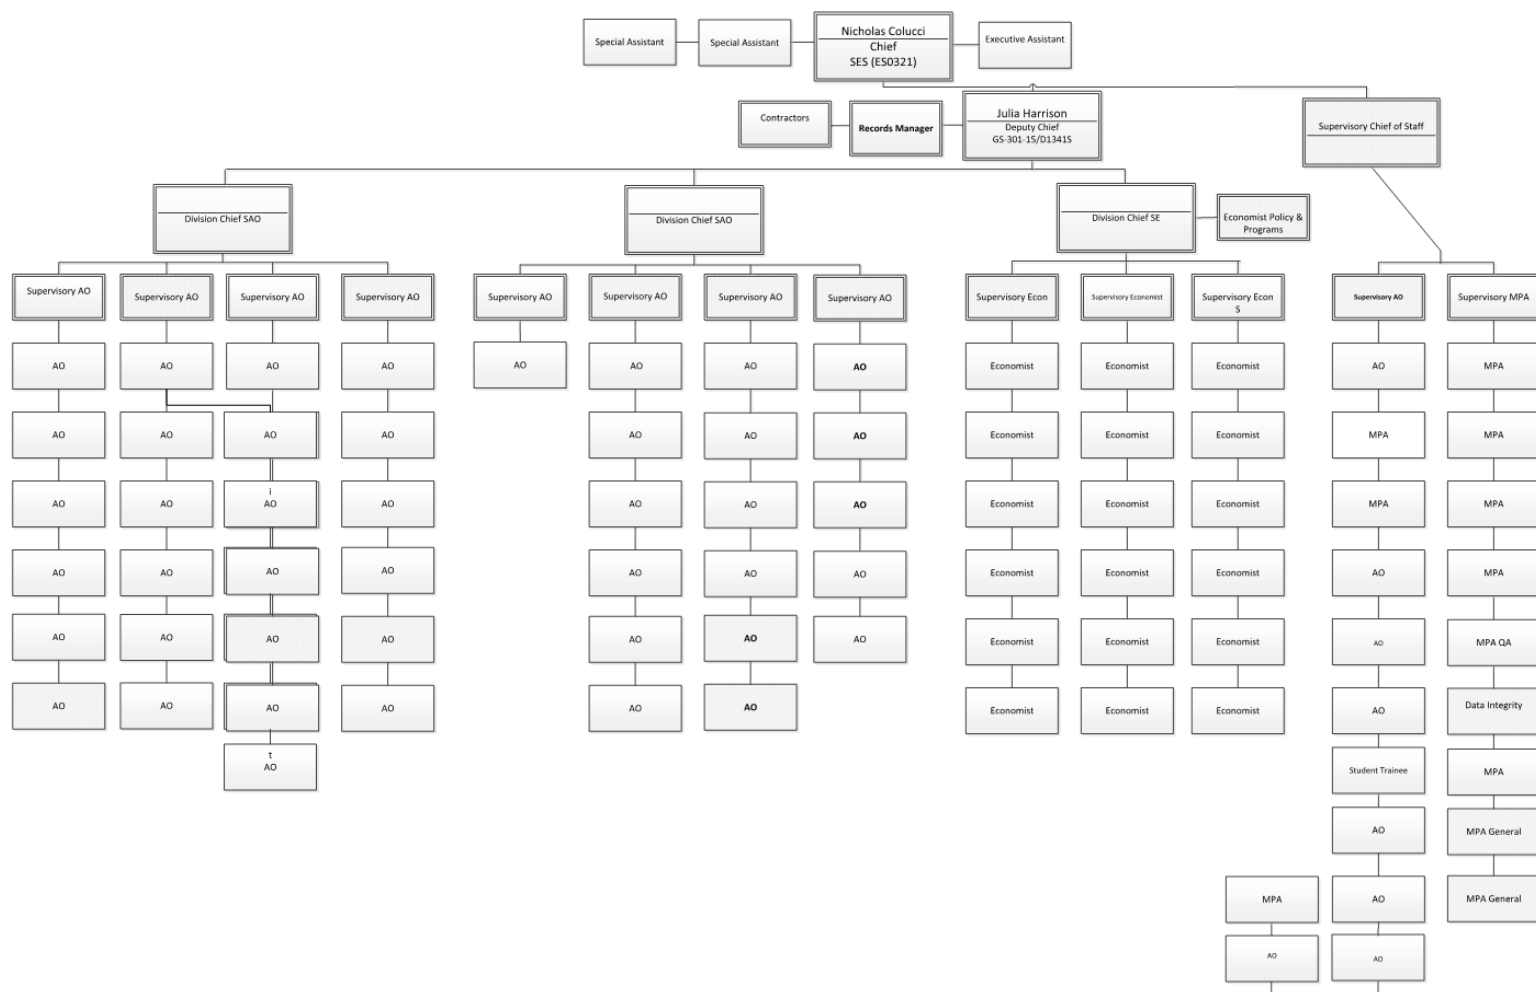 Special Assistant
Special Assistant
Nicholas Colucci
Chief
SES (ES0321)
Executive Assistant
Contractors
Records Manager
Julia Harrison
Deputy Chief
GS-301-15/D1341S
Supervisory Chief of Staff
Division Chief SAO
Division Chief SAO
Division Chief SE
Economist Policy &
Programs
Supervisory AO
Supervisory AO
Supervisory AO
Supervisory AO
Supervisory AO
Supervisory AO
Supervisory AO
Supervisory AO
Supervisory Econ
Supervisory Economist
Supervisory Econ
S
Supervisory AO
Supervisory MPA
AO
AO
AO
AO
AO
AO
AO
AO
Economist
Economist
Economist
AO
MPA
AO
AO
AO
AO
AO
AO
AO
Economist
Economist
Economist
MPA
MPA
AO
AO
i
AO
AO
AO
AO
AO
Economist
Economist
Economist
MPA
MPA
AO
AO
AO
AO
AO
AO
AO
Economist
Economist
Economist
AO
MPA
AO
AO
AO
AO
AO
AO
AO
Economist
Economist
Economist
AO
MPA QA
AO
AO
AO
AO
AO
AO
Economist
Economist
Economist
AO
Data Integrity
t
AO
Student Trainee
MPA
AO
MPA General
MPA
AO
MPA General
AO
AO